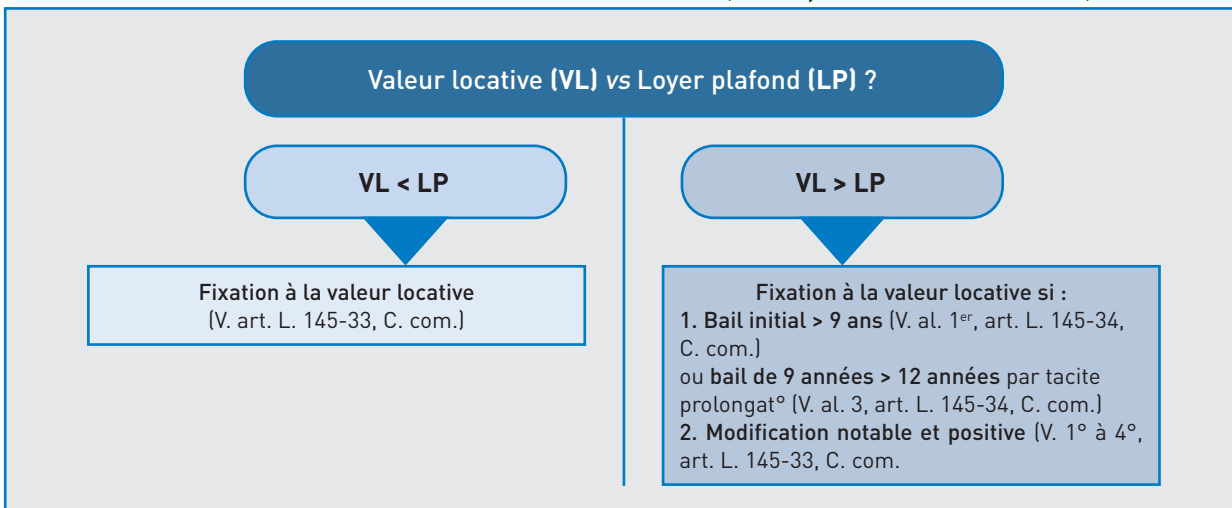 Valeur locative (VL) vs Loyer plafond (LP) ?
VL < LP
Fixation à la valeur locative
(V. art. L. 145-33, C. com.)
VL > LP
Fixation à la valeur locative si :
1. Bail initial > 9 ans (V. al. 1er, art. L. 145-34,
C. com.)
ou bail de 9 années > 12 années par tacite
prolongat° (V. al. 3, art. L. 145-34, C. com.)
2. Modification notable et positive (V. 1° à 4°,
art. L. 145-33, C. com.